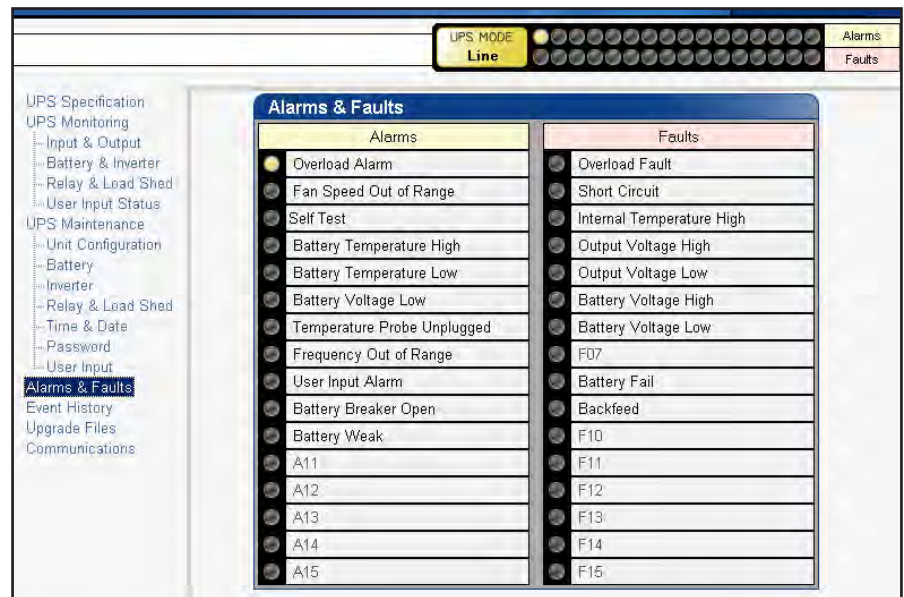 UPS MODE
Line
Alarms
Faults
UPS Specification
UPS Monitoring
Input & Output
Battery & Inverter
Relay & Load Shed
User Input Status
UPS Maintenance
Unit Configuration
Battery
Inverter
Relay & Load Shed
Time & Date
Password
User Input
Alarms & Faults
Event History
Upgrade Files
Communications
Alarms & Faults
Alarms
Faults
Overload Alarm
Overload Fault
Fan Speed Out of Range
Short Circuit
Self Test
Internal Temperature High
Battery Temperature High
Output Voltage High
Battery Temperature Low
Output Voltage Low
Battery Voltage Low
Battery Voltage High
Temperature Probe Unplugged
Battery Voltage Low
Frequency Out of Range
F07
User Input Alarm
Battery Fail
Battery Breaker Open
Backfeed
Battery Weak
F10
A11
F11
A12
F12
A13
F13
A14
F14
A15
F15